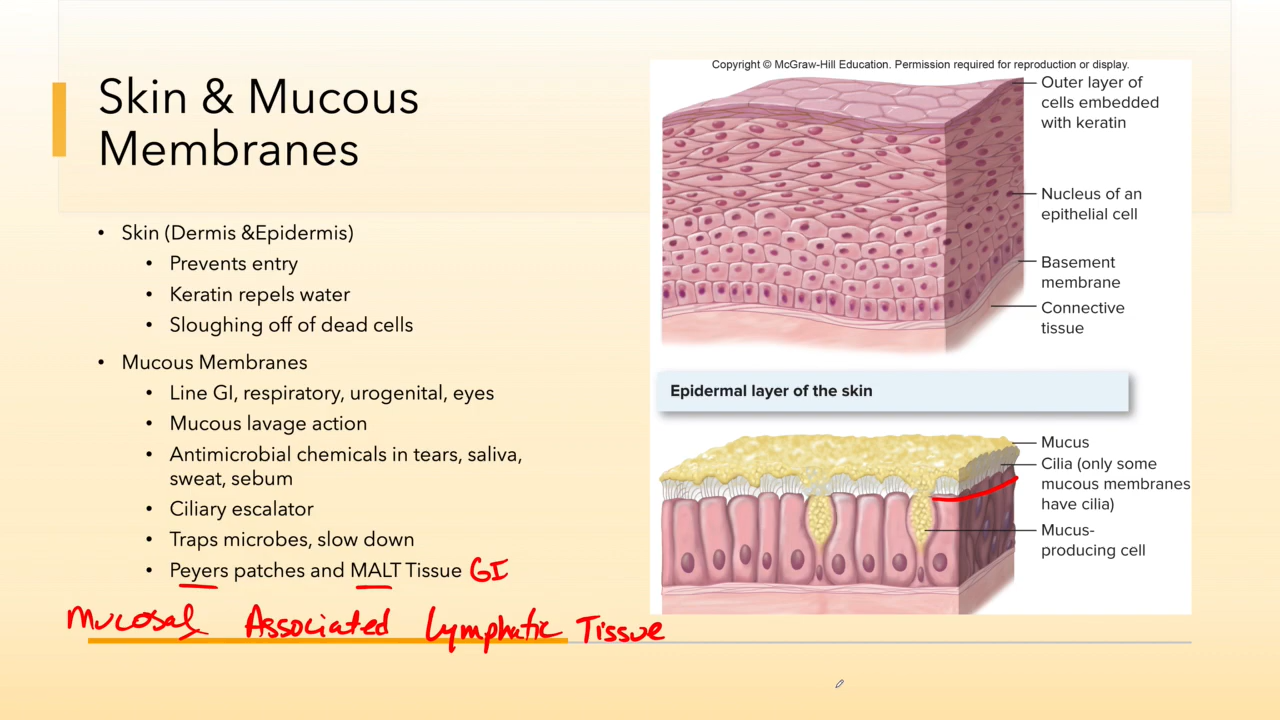 Skin & Mucous
Membranes
• Skin (Dermis &Epidermis)
• Prevents entry
• Keratin repels water
• Sloughing off of dead cells
• Mucous Membranes
• Line GI, respiratory, urogenital, eyes
• Mucous lavage action
• Antimicrobial chemicals in tears, saliva,
sweat, sebum
• Ciliary escalator
• Traps microbes, slow down
• Peyers patches and MALT Tissue GI
Mucosal Associated Lymphatic Tissue
Copyright © McGraw-Hill Education. Permission required for reproduction or display.
Outer layer of
cells embedded
with keratin
Nucleus of an
epithelial cell
Basement
membrane
Connective
tissue
Epidermal layer of the skin
Mucus
Cilia (only some
mucous membranes
have cilia)
Mucus-
producing cell